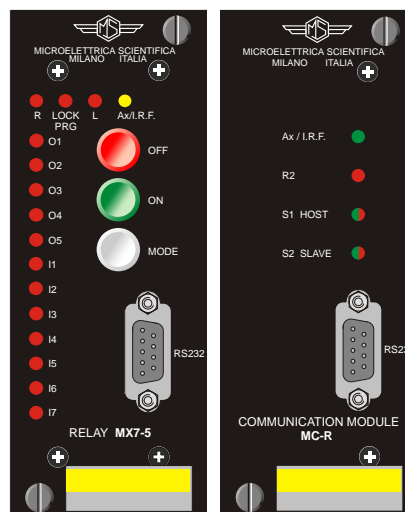 MS
MICROELETTRICA SCIENTIFICA
MILANO ITALIA
R LOCK PRG L Ax/I.R.F.
O1
OFF
O2
O3
ON
O4
O5
MODE
I1
I2
I3
RS232
I4
I5
I6
I7
RELAY MX7-5
MS
MICROELETTRICA SCIENTIFICA
MILANO ITALIA
Ax / I.R.F.
R2
S1 HOST
S2 SLAVE
RS23
COMMUNICATION MODULE
MC-R